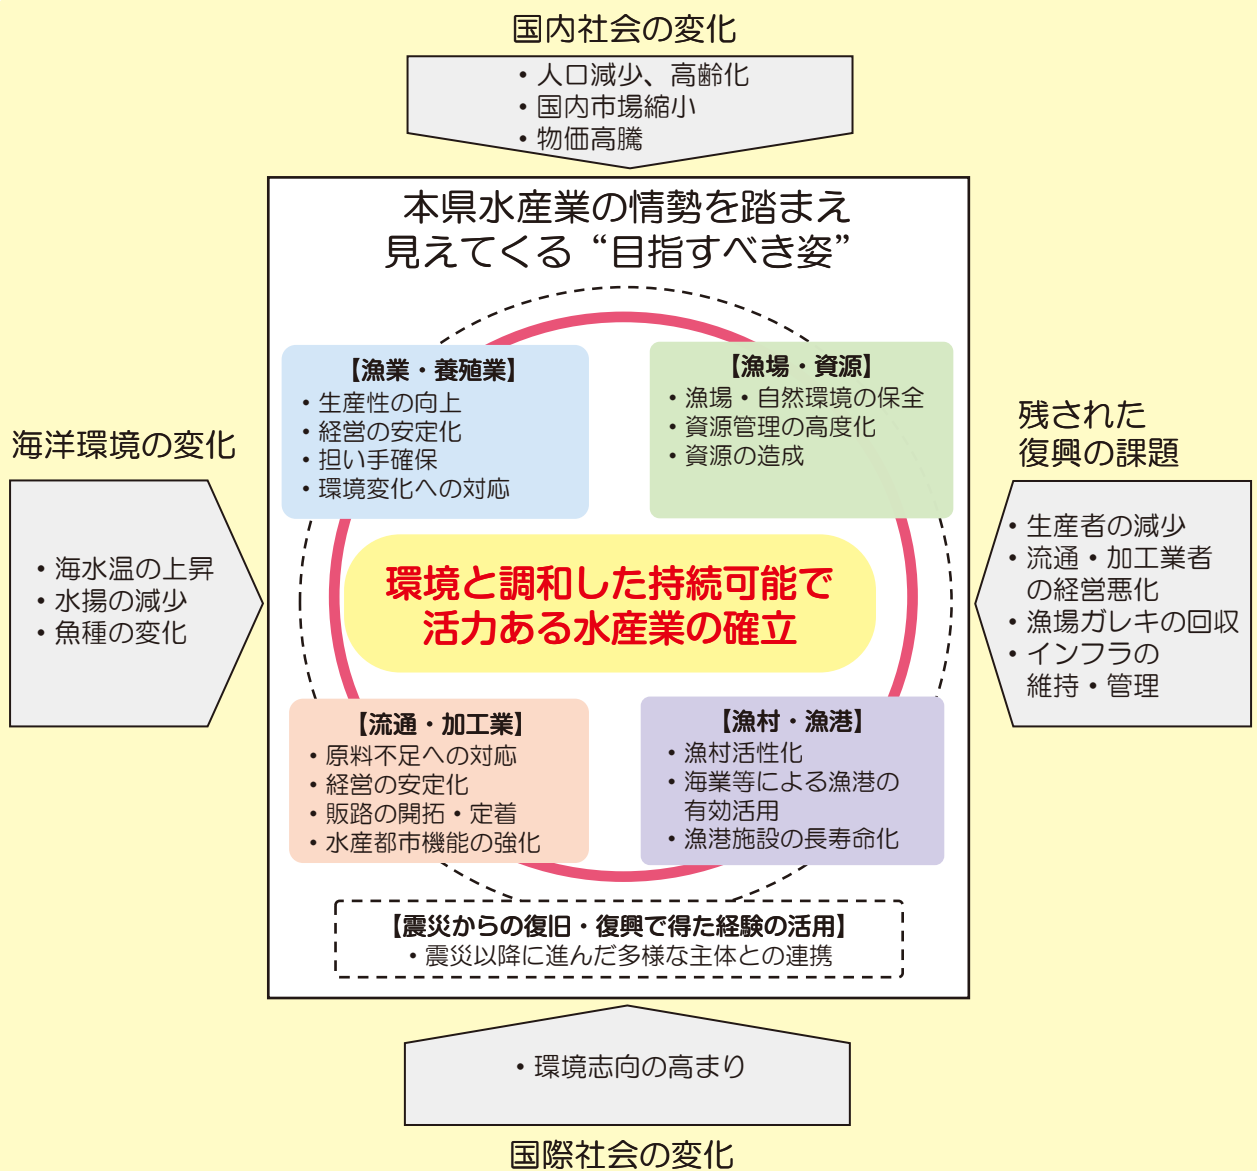 国内社会の変化
・人口減少、高齢化
・国内市場縮小
・物価高騰
本県水産業の情勢を踏まえ
見えてくる“目指すべき姿”
【漁業・養殖業】
・生産性の向上
・経営の安定化
・担い手確保
・環境変化への対応
【漁場・資源】
・漁場・自然環境の保全
・資源管理の高度化
・資源の造成
海洋環境の変化
・海水温の上昇
・水揚の減少
・魚種の変化
環境と調和した持続可能で
活力ある水産業の確立
残された
復興の課題
・生産者の減少
・流通・加工業者
の経営悪化
・漁場ガレキの回収
・インフラの
維持・管理
【流通・加工業】
・原料不足への対応
・経営の安定化
・販路の開拓・定着
・水産都市機能の強化
【漁村・漁港】
・漁村活性化
・海業等による漁港の
有効活用
・漁港施設の長寿命化
【震災からの復旧・復興で得た経験の活用】
・震災以降に進んだ多様な主体との連携
・環境志向の高まり
国際社会の変化